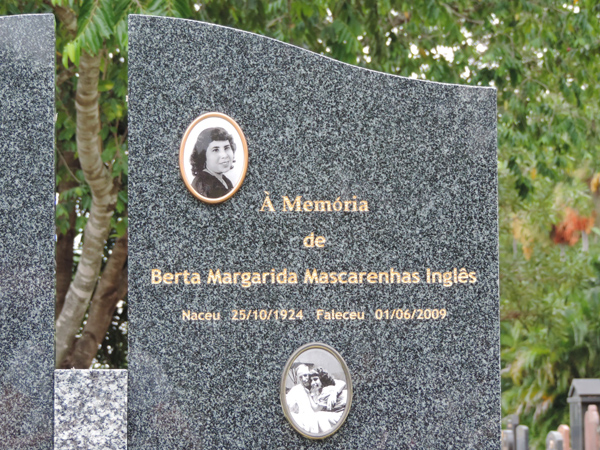 À Memória
de
Berta Margarida Mascarenhas Inglês
Naceu 25/10/1924 Faleceu 01/06/2009